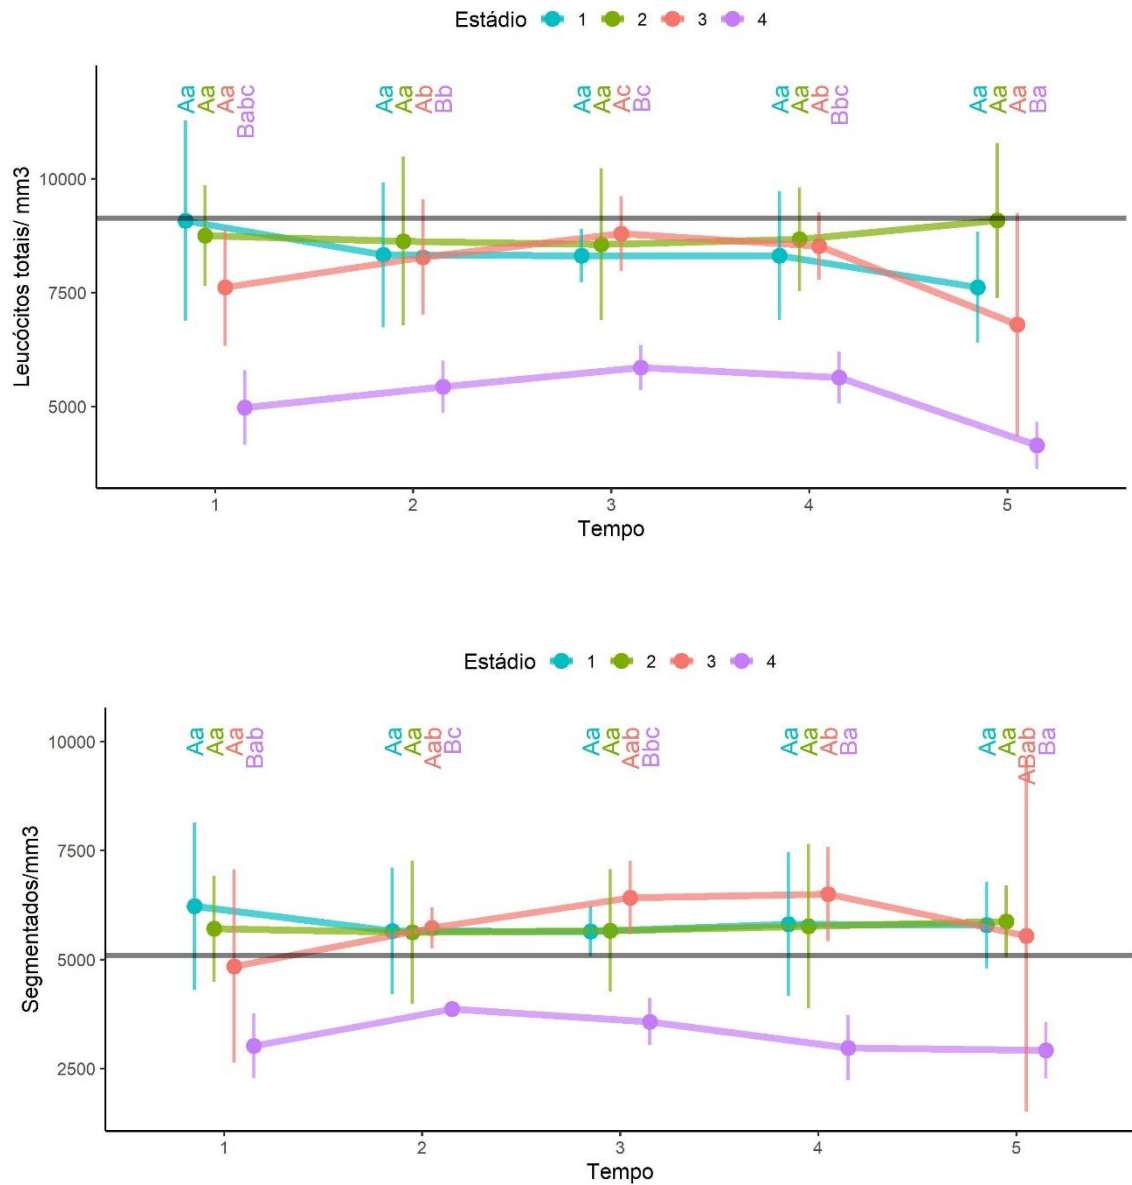 Estádio 1 2 3 4
Aa Aa Aa Babc
Aa Aa Ab Bb
Aa Aa Ac Bc
Aa Aa Ab Bbc
Aa Aa Aa Ba
Leucócitos totais/ mm3
10000
7500
5000
1 2 3 4 5
Tempo
Estádio 1 2 3 4
Aa Aa Aa Bab
Aa Aa Aab Bc
Aa Aa Aab Bbc
Aa Aa Ab Ba
Aa Aa ABab Ba
Segmentados/mm3
10000
7500
5000
2500
1 2 3 4 5
Tempo